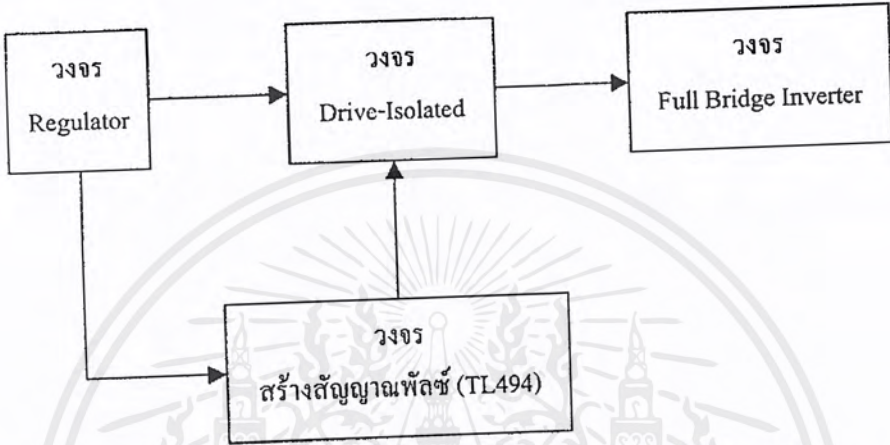 วงจร
Regulator
วงจร
Drive-Isolated
วงจร
Full Bridge Inverter
วงจร
สร้างสัญญาณพัลซ์ (TL494)